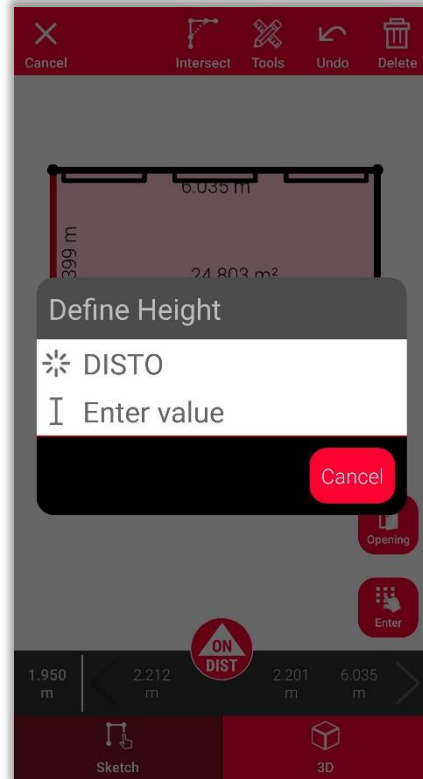 Cancel Intersect Tools Undo Delete
6.035 m
399 m
24.803 m²
Define Height
DISTO
Enter value
Cancel
Opening
Enter
ON
DIST
1.950 m
2.212 m
2.201 m
6.035 m
Sketch
3D